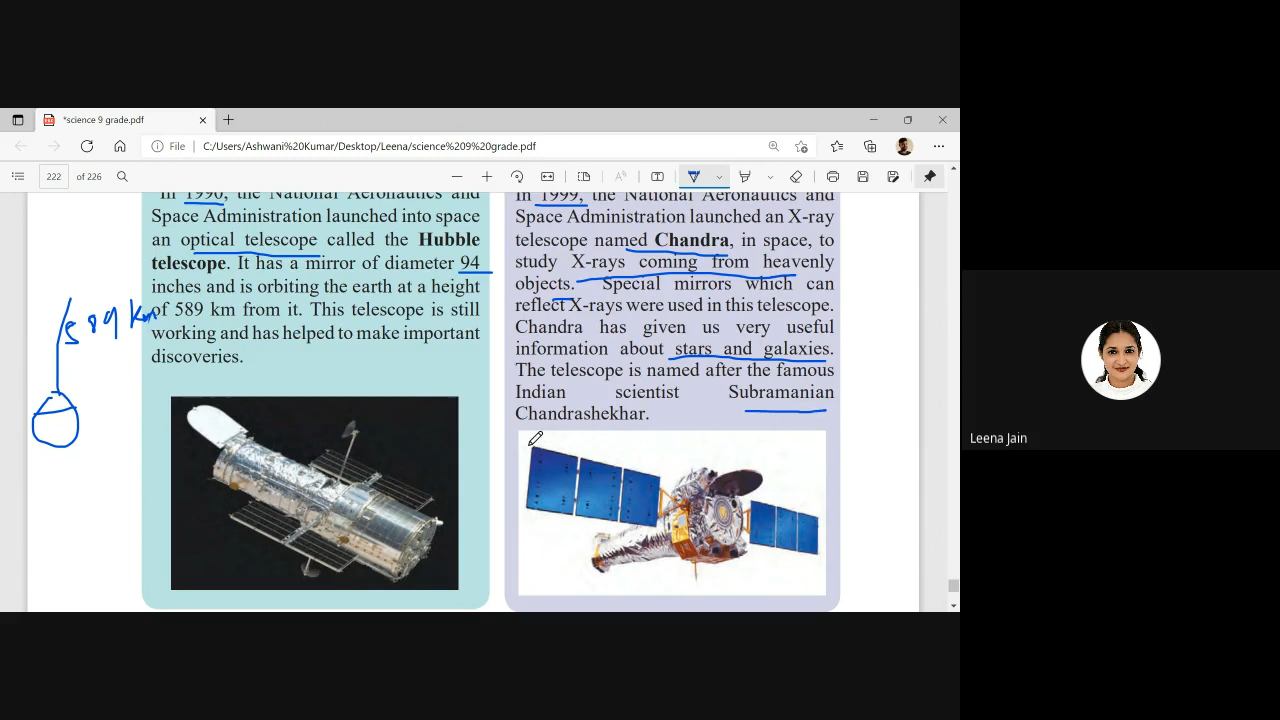 *science 9 grade.pdf
File
C:/Users/Ashwani%20Kumar/Desktop/Leena/science%209%20grade.pdf
222
of 226
In 1990, the National Aeronautics and
Space Administration launched into space
an optical telescope called the Hubble
telescope. It has a mirror of diameter 94
inches and is orbiting the earth at a height
of 589 km from it. This telescope is still
working and has helped to make important
discoveries.
589 km
In 1999, the National Aeronautics and
Space Administration launched an X-ray
telescope named Chandra, in space, to
study X-rays coming from heavenly
objects. Special mirrors which can
reflect X-rays were used in this telescope.
Chandra has given us very useful
information about stars and galaxies.
The telescope is named after the famous
Indian scientist Subramanian
Chandrashekhar.
Leena Jain